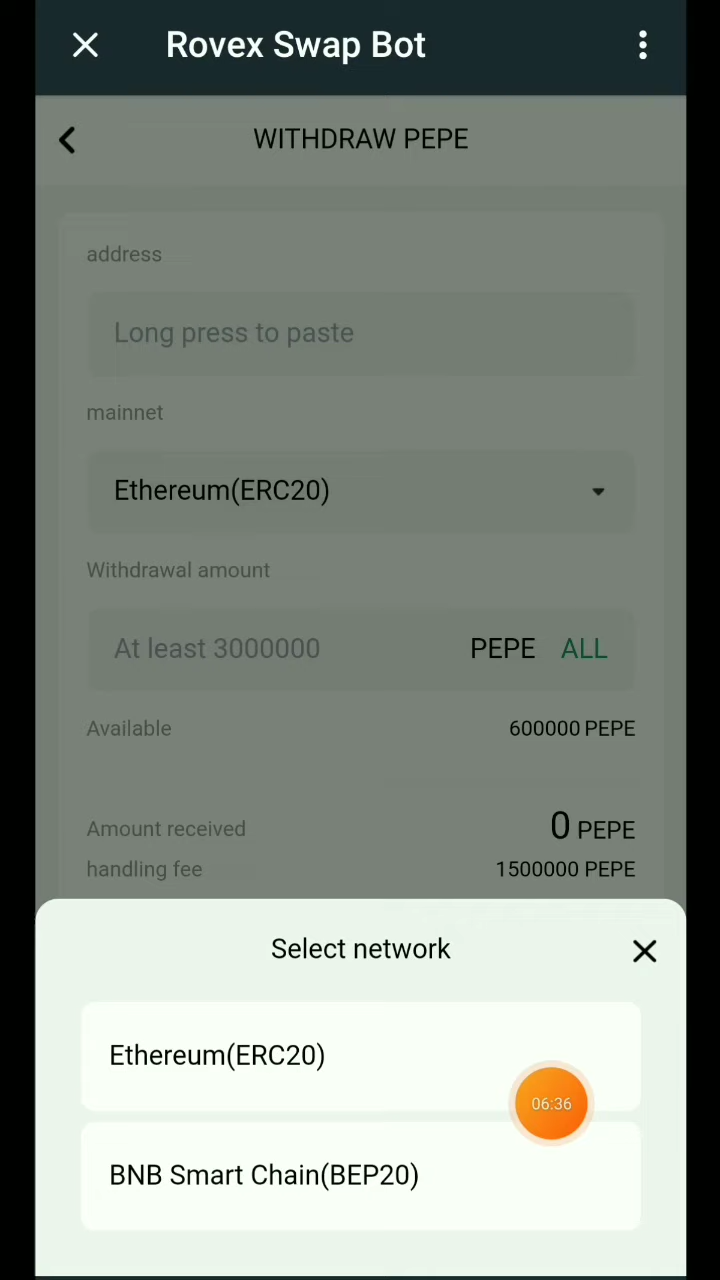 Rovex Swap Bot
WITHDRAW PEPE
address
Long press to paste
mainnet
Ethereum(ERC20)
Withdrawal amount
At least 3000000 PEPE ALL
Available 600000 PEPE
Amount received 0 PEPE
handling fee 1500000 PEPE
Select network
Ethereum(ERC20)
06:36
BNB Smart Chain(BEP20)